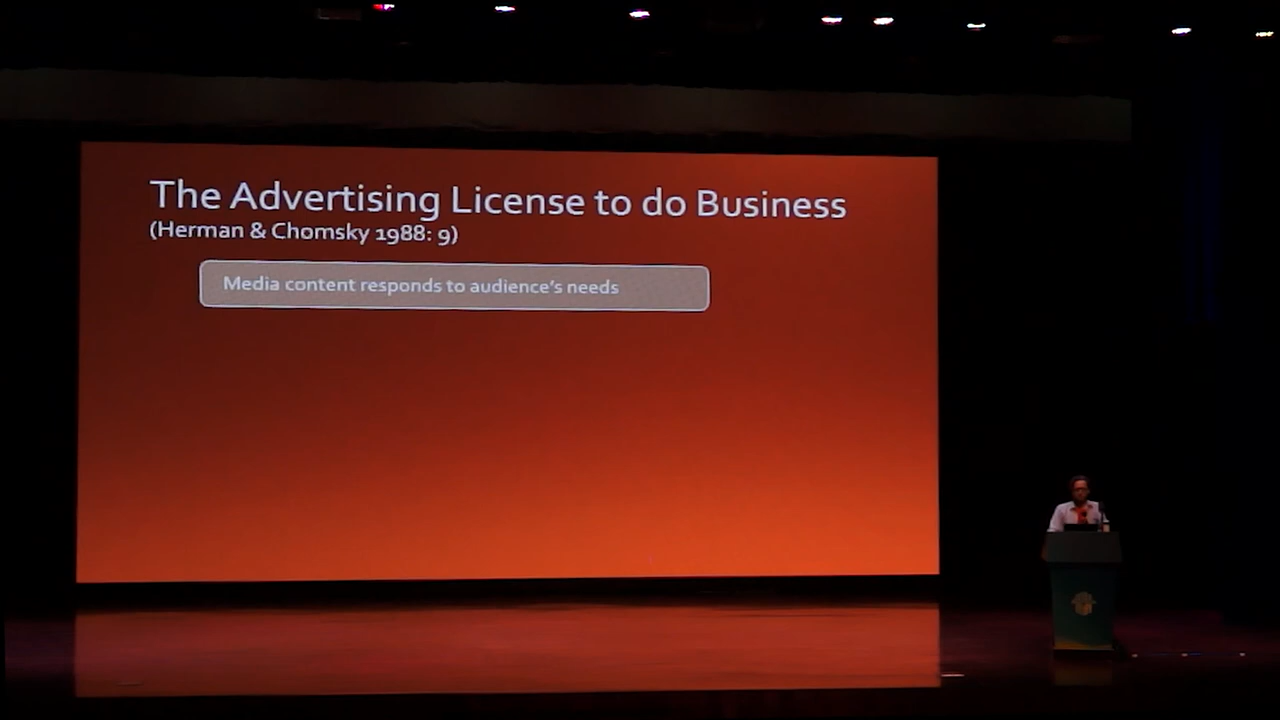 The Advertising License to do Business
(Herman & Chomsky 1988: 9)
Media content responds to audience's needs